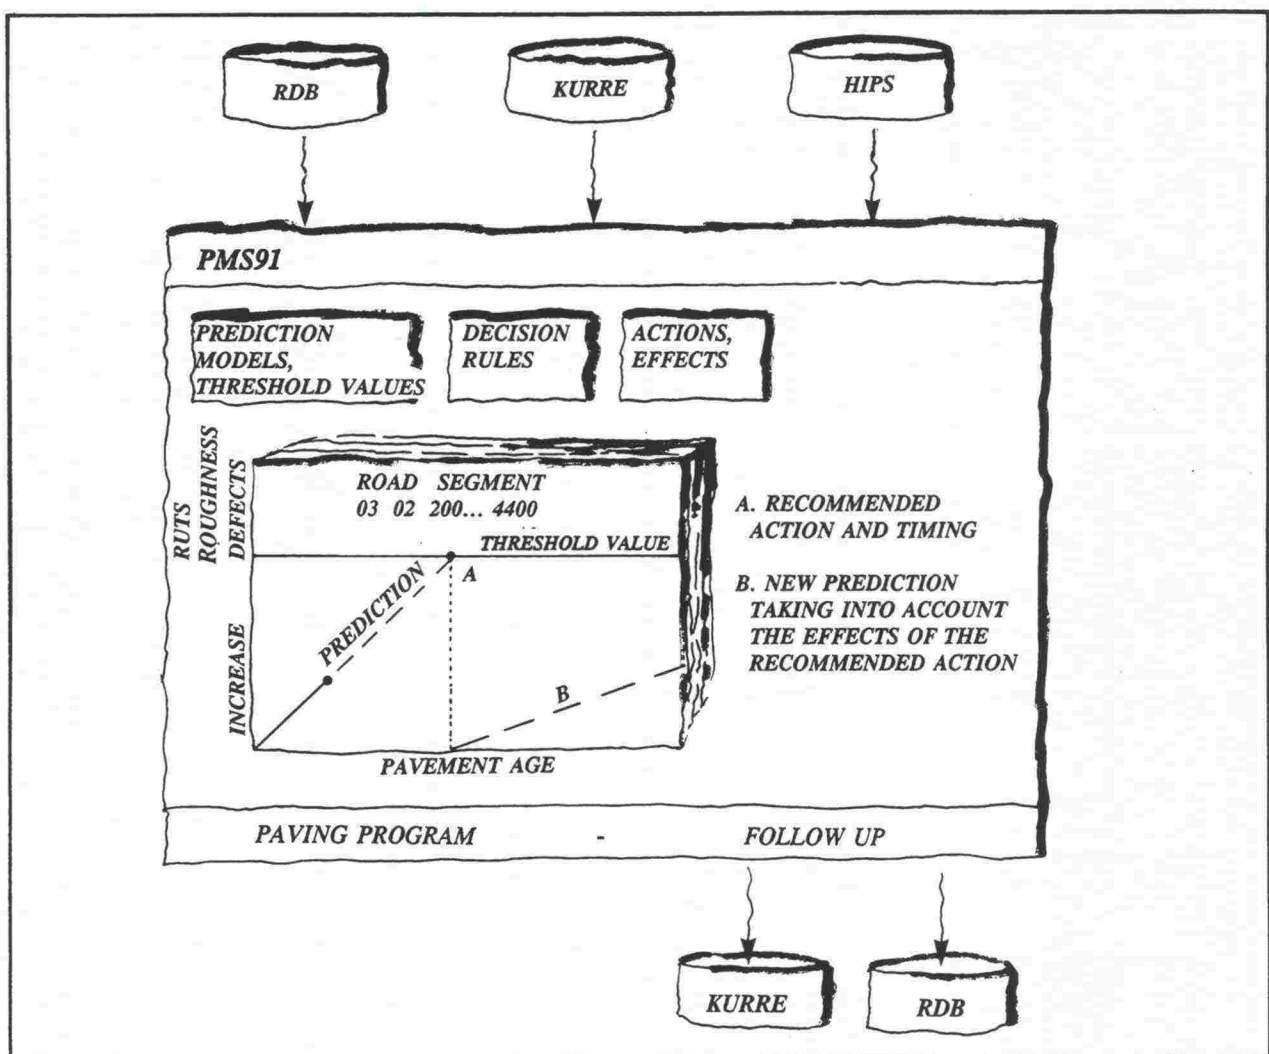 RDB
KURRE
HIPS
PMS91
PREDICTION
MODELS,
THRESHOLD VALUES
DECISION
RULES
ACTIONS,
EFFECTS
RUTS
ROUGHNESS
DEFECTS
INCREASE
ROAD SEGMENT
03 02 200... 4400
THRESHOLD VALUE
A
PREDICTION
B
PAVEMENT AGE
A. RECOMMENDED
ACTION AND TIMING
B. NEW PREDICTION
TAKING INTO ACCOUNT
THE EFFECTS OF THE
RECOMMENDED ACTION
PAVING PROGRAM - FOLLOW UP
KURRE
RDB